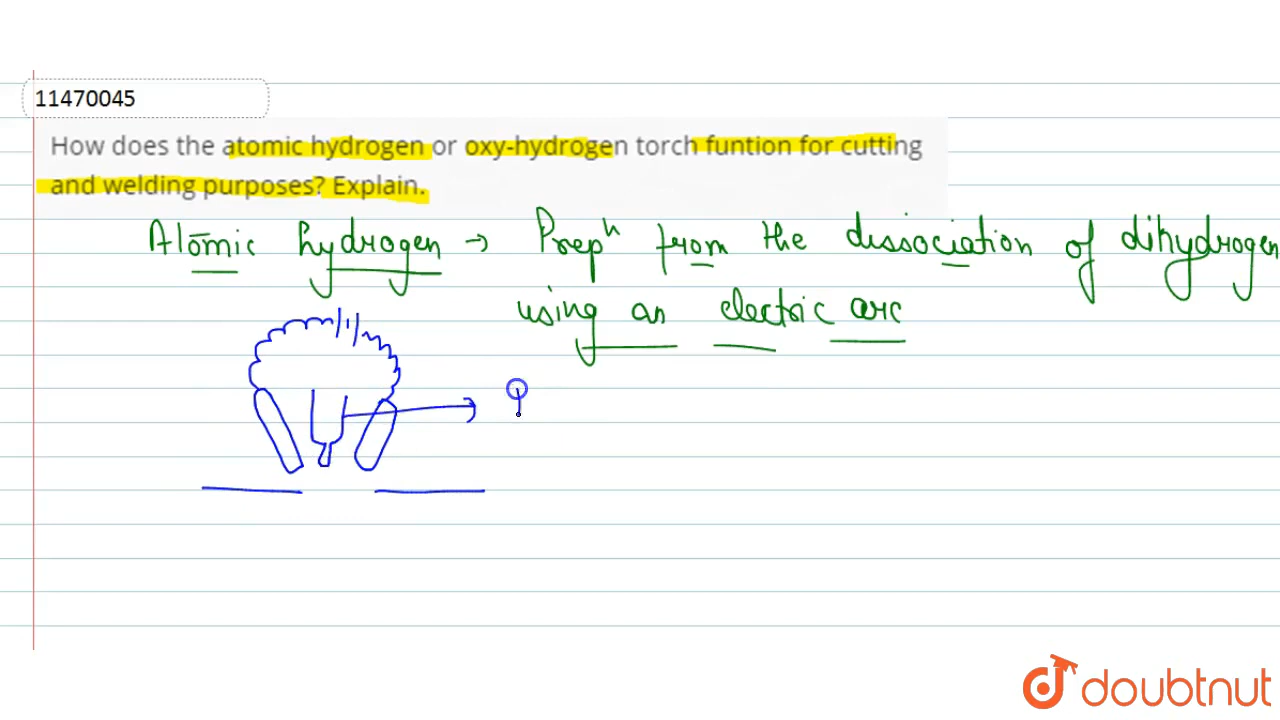 11470045
How does the atomic hydrogen or oxy-hydrogen torch funtion for cutting
and welding purposes? Explain.
Atomic hydrogen → Prepⁿ from the dissociation of dihydrogen
using an electric arc
doubtnut